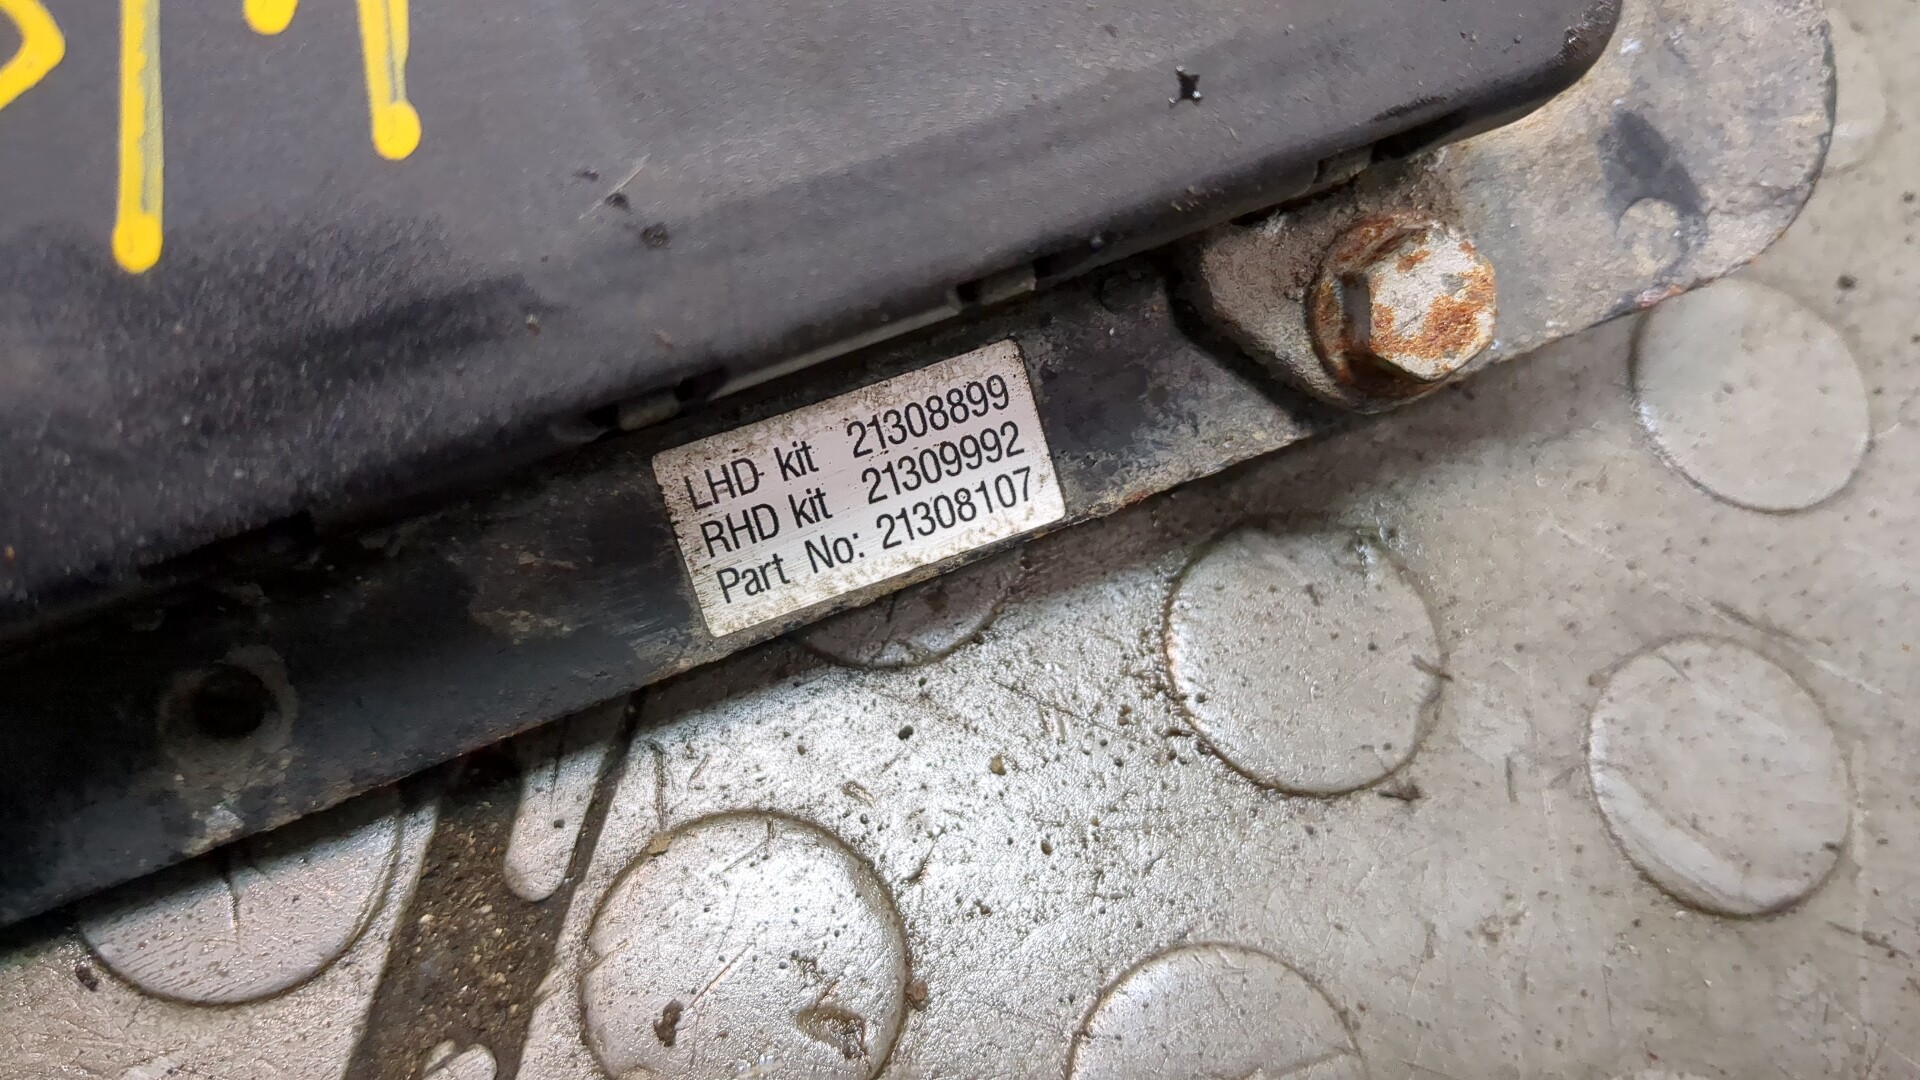 LHD kit 21308899
RHD kit 21309992
Part No: 21308107